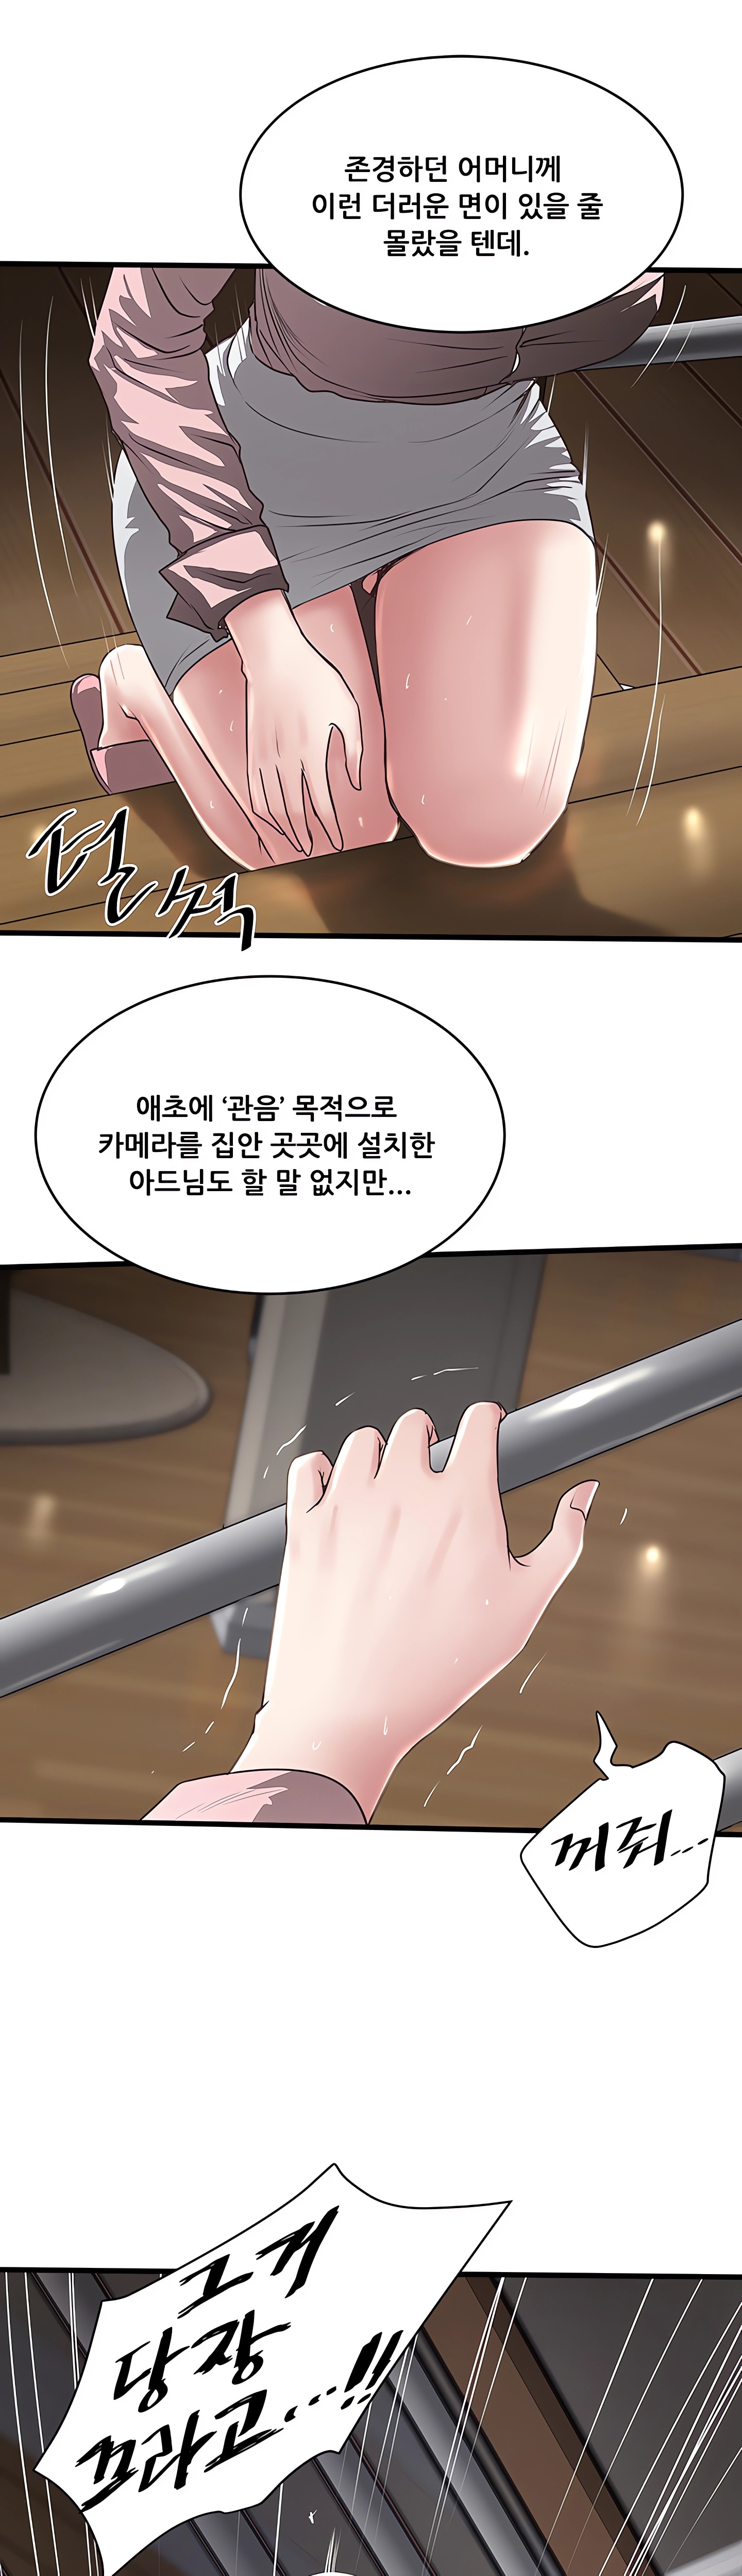 존경하던 어머니께
이런 더러운 면이 있을 줄
몰랐을 텐데.
덜
썩
애초에 ‘관음’ 목적으로
카메라를 집안 곳곳에 설치한
아드님도 할 말 없지만...
꺼줘...
그거
당장
끄라고...!!